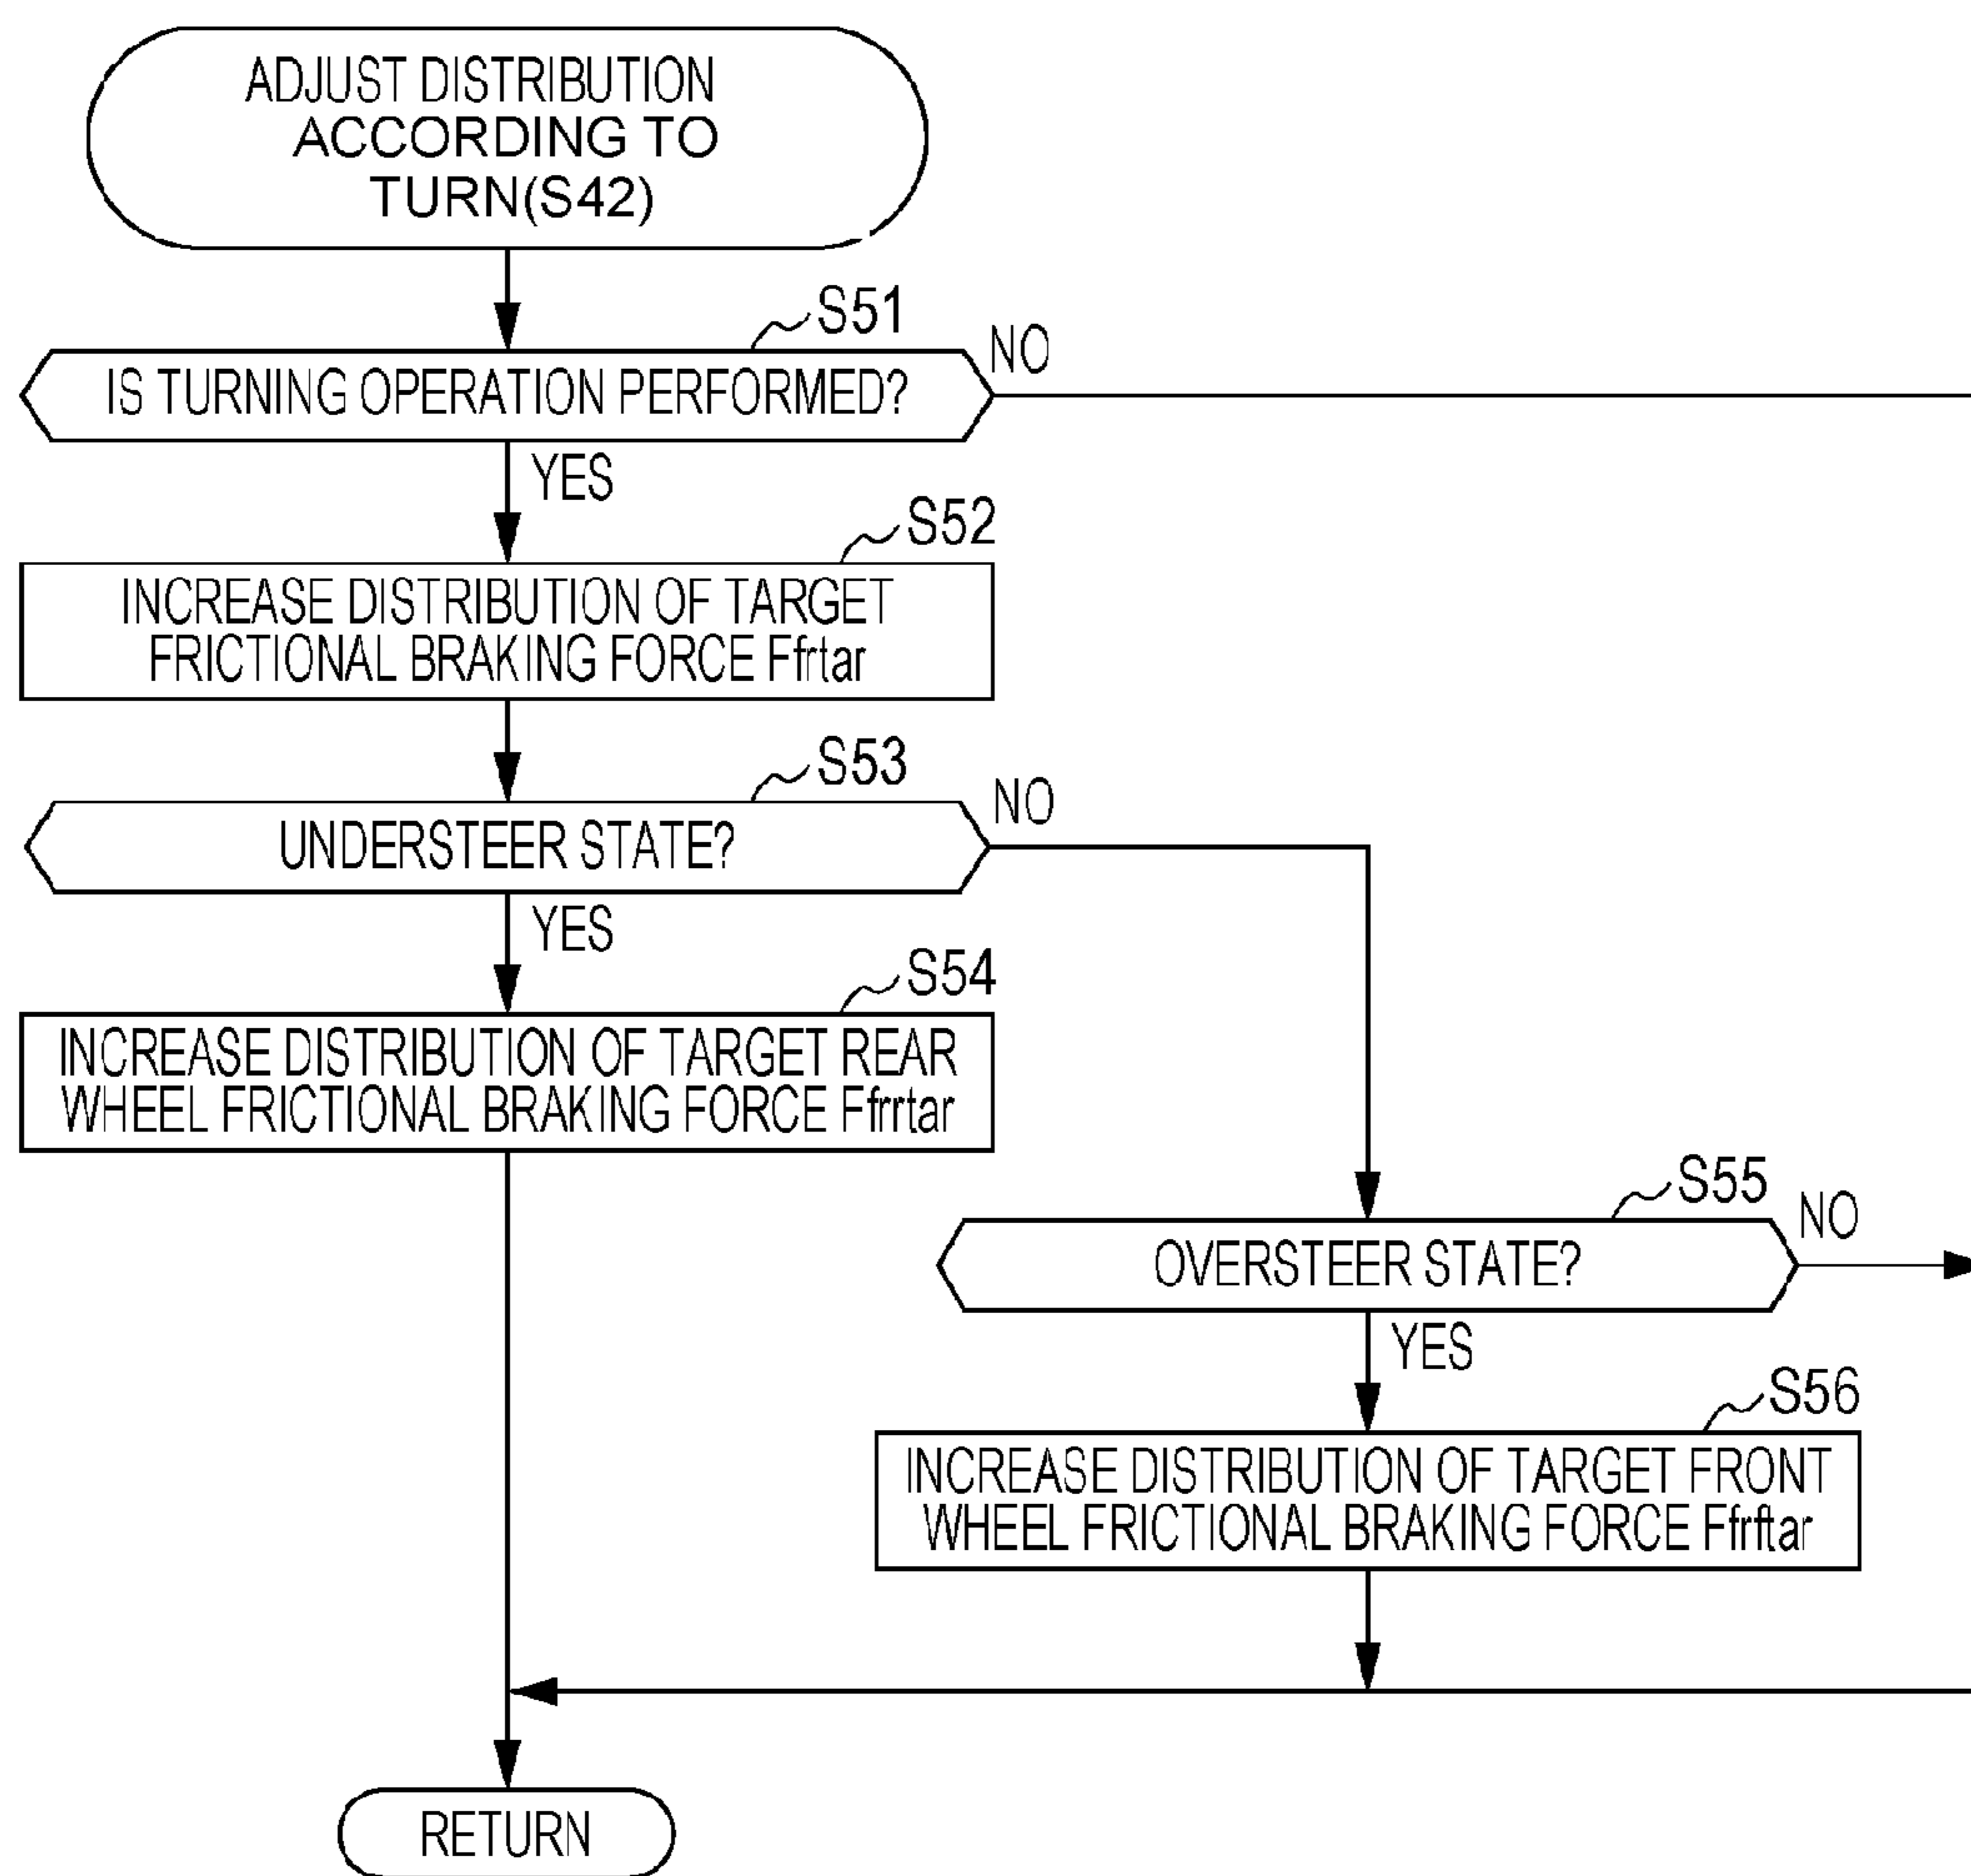 ADJUST DISTRIBUTION
ACCORDING TO
TURN(S42)
S51
IS TURNING OPERATION PERFORMED?
NO
YES
S52
INCREASE DISTRIBUTION OF TARGET
FRICTIONAL BRAKING FORCE Ffrtar
S53
UNDERSTEER STATE?
NO
YES
S54
INCREASE DISTRIBUTION OF TARGET REAR
WHEEL FRICTIONAL BRAKING FORCE Ffrrtar
S55
OVERSTEER STATE?
NO
YES
S56
INCREASE DISTRIBUTION OF TARGET FRONT
WHEEL FRICTIONAL BRAKING FORCE Ffrftar
RETURN